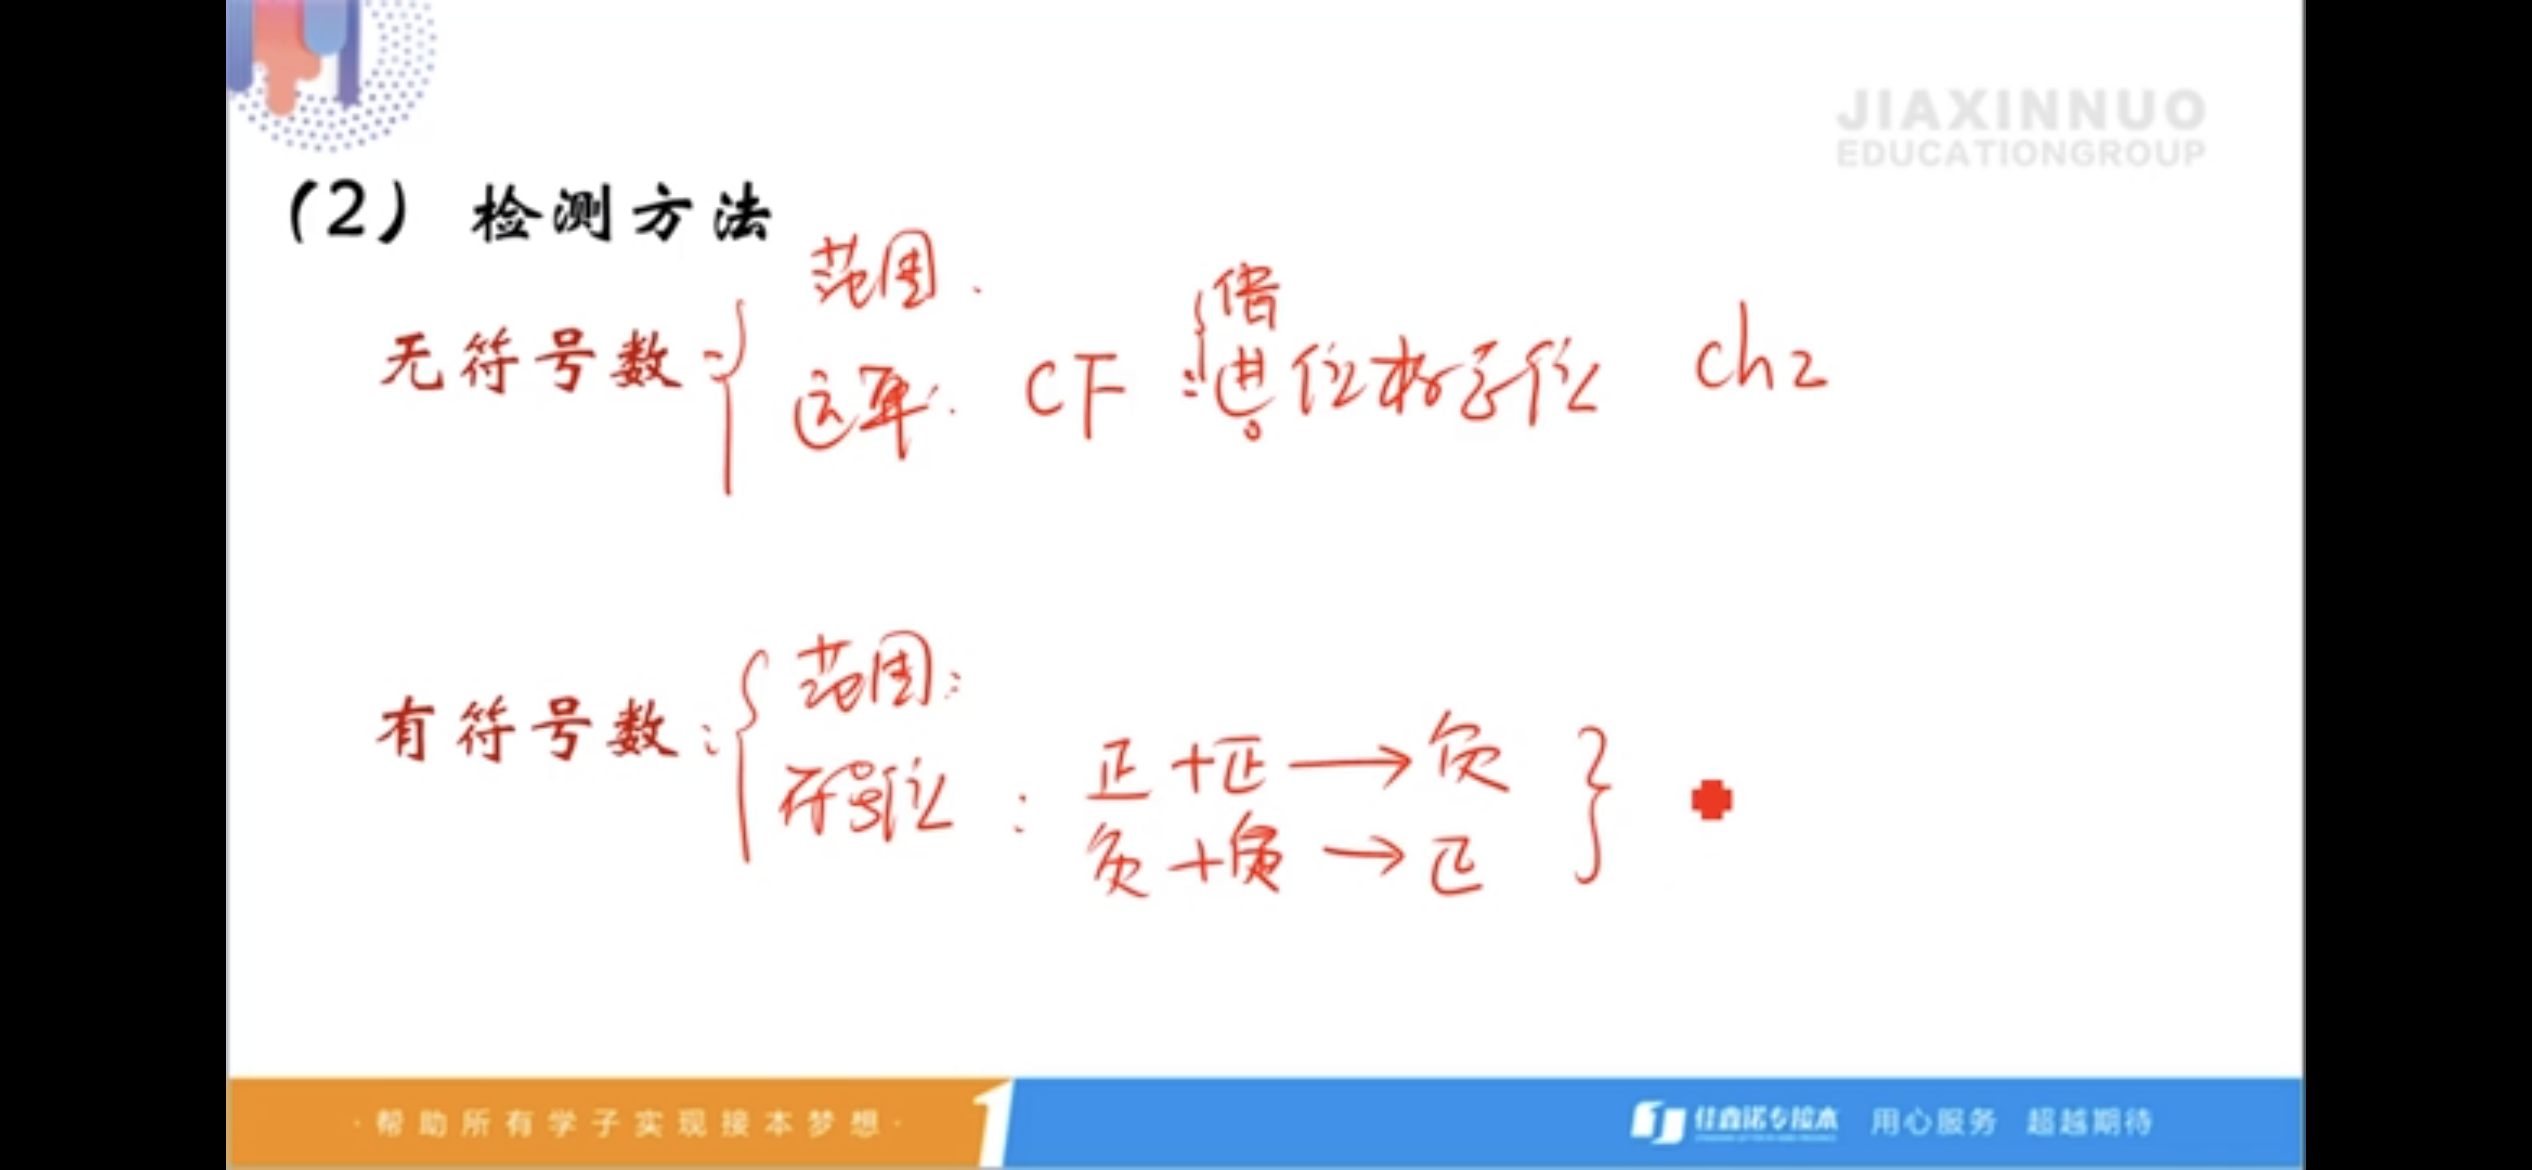 JIAXINNUO
EDUCATIONGROUP
(2) 检测方法
范围.
无符号数:
运算: CF : 借 进位标志位 ch2
有符号数:
范围:
符号位: 正+正→负
负+负→正
·帮助所有学子实现接本梦想·
1
佳鑫诺专接本 用心服务 超越期待